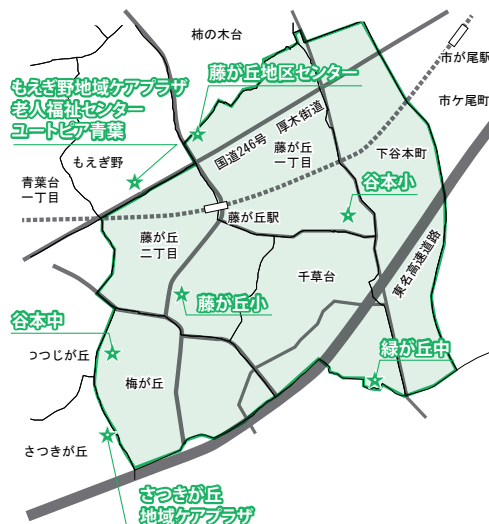 柿の木台
市が尾駅
市ケ尾町
もえぎ野地域ケアプラザ
老人福祉センター
ユートピア青葉
藤が丘地区センター
国道246号 厚木街道
もえぎ野
藤が丘
一丁目
下谷本町
青葉台
一丁目
谷本小
藤が丘駅
藤が丘
二丁目
東名高速道路
千草台
藤が丘小
谷本中
つつじが丘
緑が丘中
梅が丘
さつきが丘
さつきが丘
地域ケアプラザ